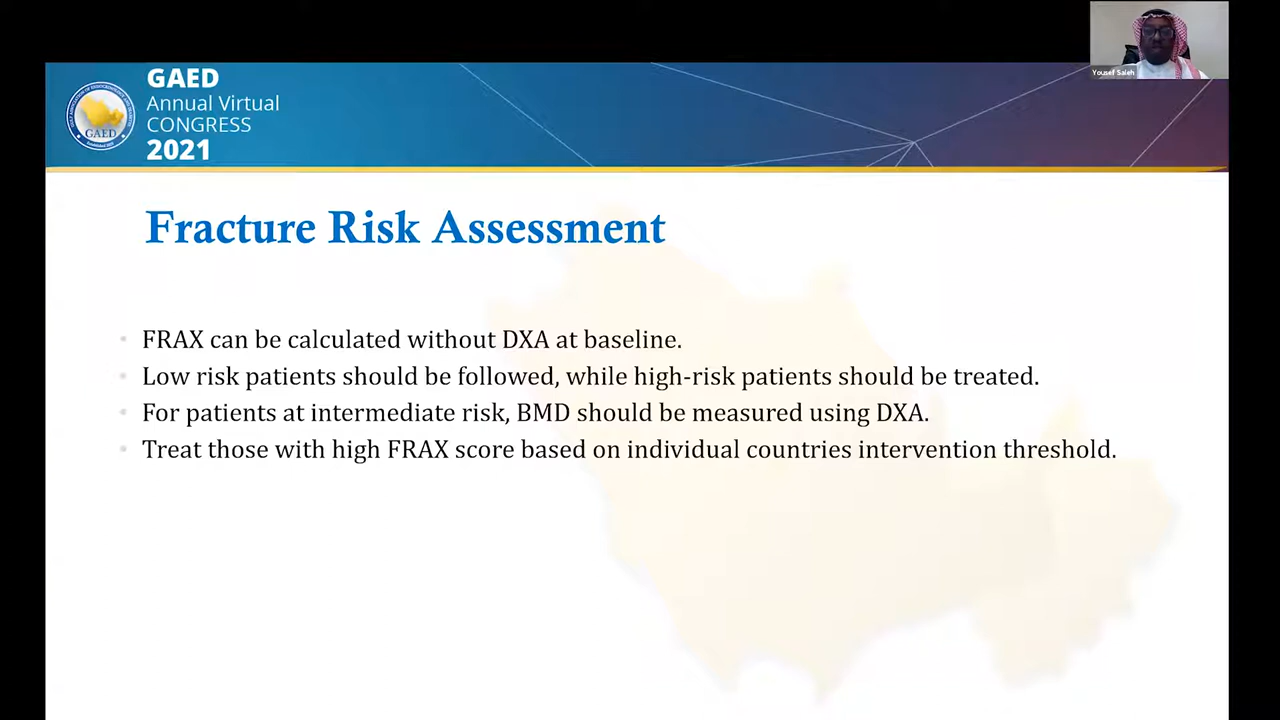 Yousef Saleh
GAED
Annual Virtual
CONGRESS
2021
GAED
Fracture Risk Assessment
FRAX can be calculated without DXA at baseline.
Low risk patients should be followed, while high-risk patients should be treated.
For patients at intermediate risk, BMD should be measured using DXA.
Treat those with high FRAX score based on individual countries intervention threshold.